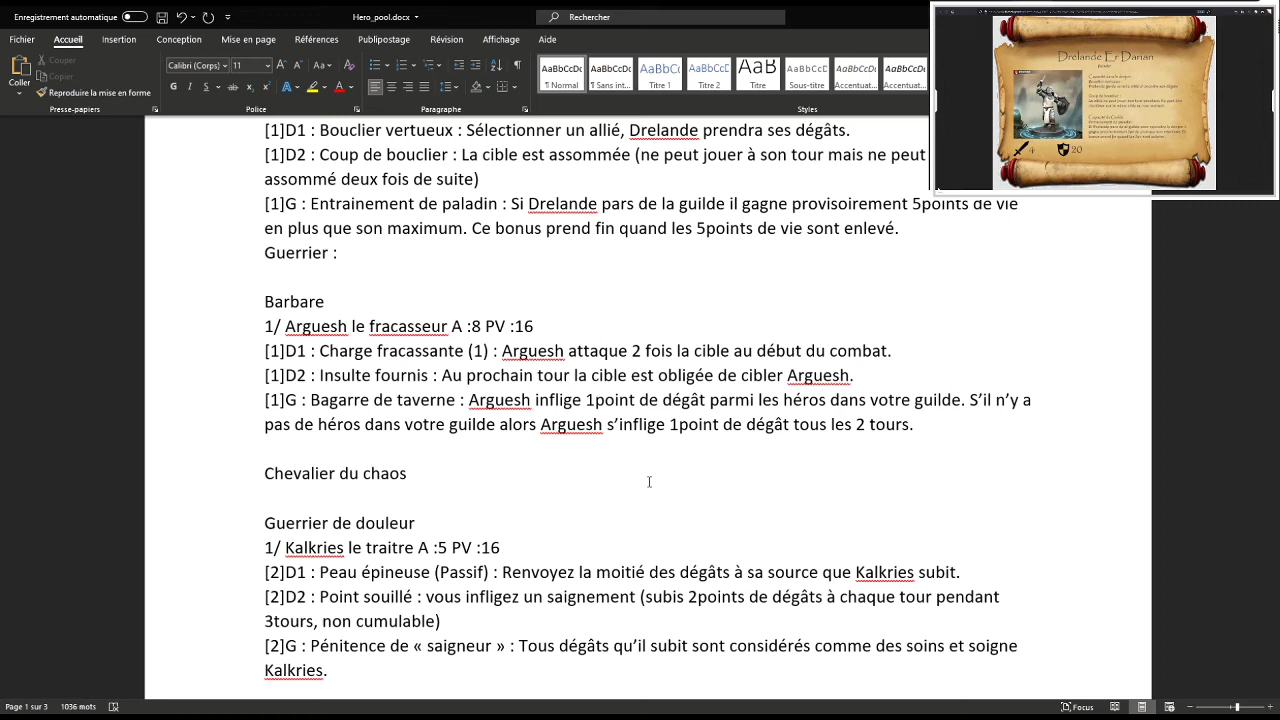 Enregistrement automatique
lescapacités
Rechercher
Fichier Accueil Insertion Conception Mise en page Références Publipostage Révision Affichage Aide
Coller
Couper
Copier
Reproduire la mise en forme
Calibri (Corps) 11
G I S
Presse-papiers Police Paragraphe Styles
AaBbCcDc AaBbCcDc AaBbCc AaBbCcC AaB AaBbCcC AaBbCcDc AaBbCcDc
¶ Normal ¶ Sans int... Titre 1 Titre 2 Titre Sous-titre Accentuat... Accentuat...
Drelande Er Danan
4 20
[1]D1 : Bouclier vertueux : Sélectionner un allié, Drelande prendra ses dégâts.
[1]D2 : Coup de bouclier : La cible est assommée (ne peut jouer à son tour mais ne peut
assommé deux fois de suite)
[1]G : Entrainement de paladin : Si Drelande pars de la guilde il gagne provisoirement 5points de vie
en plus que son maximum. Ce bonus prend fin quand les 5points de vie sont enlevé.
Guerrier :
Barbare
1/ Arguesh le fracasseur A :8 PV :16
[1]D1 : Charge fracassante (1) : Arguesh attaque 2 fois la cible au début du combat.
[1]D2 : Insulte fournis : Au prochain tour la cible est obligée de cibler Arguesh.
[1]G : Bagarre de taverne : Arguesh inflige 1point de dégât parmi les héros dans votre guilde. S’il n’y a
pas de héros dans votre guilde alors Arguesh s’inflige 1point de dégât tous les 2 tours.
Chevalier du chaos
Guerrier de douleur
1/ Kalkries le traitre A :5 PV :16
[2]D1 : Peau épineuse (Passif) : Renvoyez la moitié des dégâts à sa source que Kalkries subit.
[2]D2 : Point souillé : vous infligez un saignement (subis 2points de dégâts à chaque tour pendant
3tours, non cumulable)
[2]G : Pénitence de « saigneur » : Tous dégâts qu’il subit sont considérés comme des soins et soigne
Kalkries.
Page 1 sur 3 1036 mots
Focus